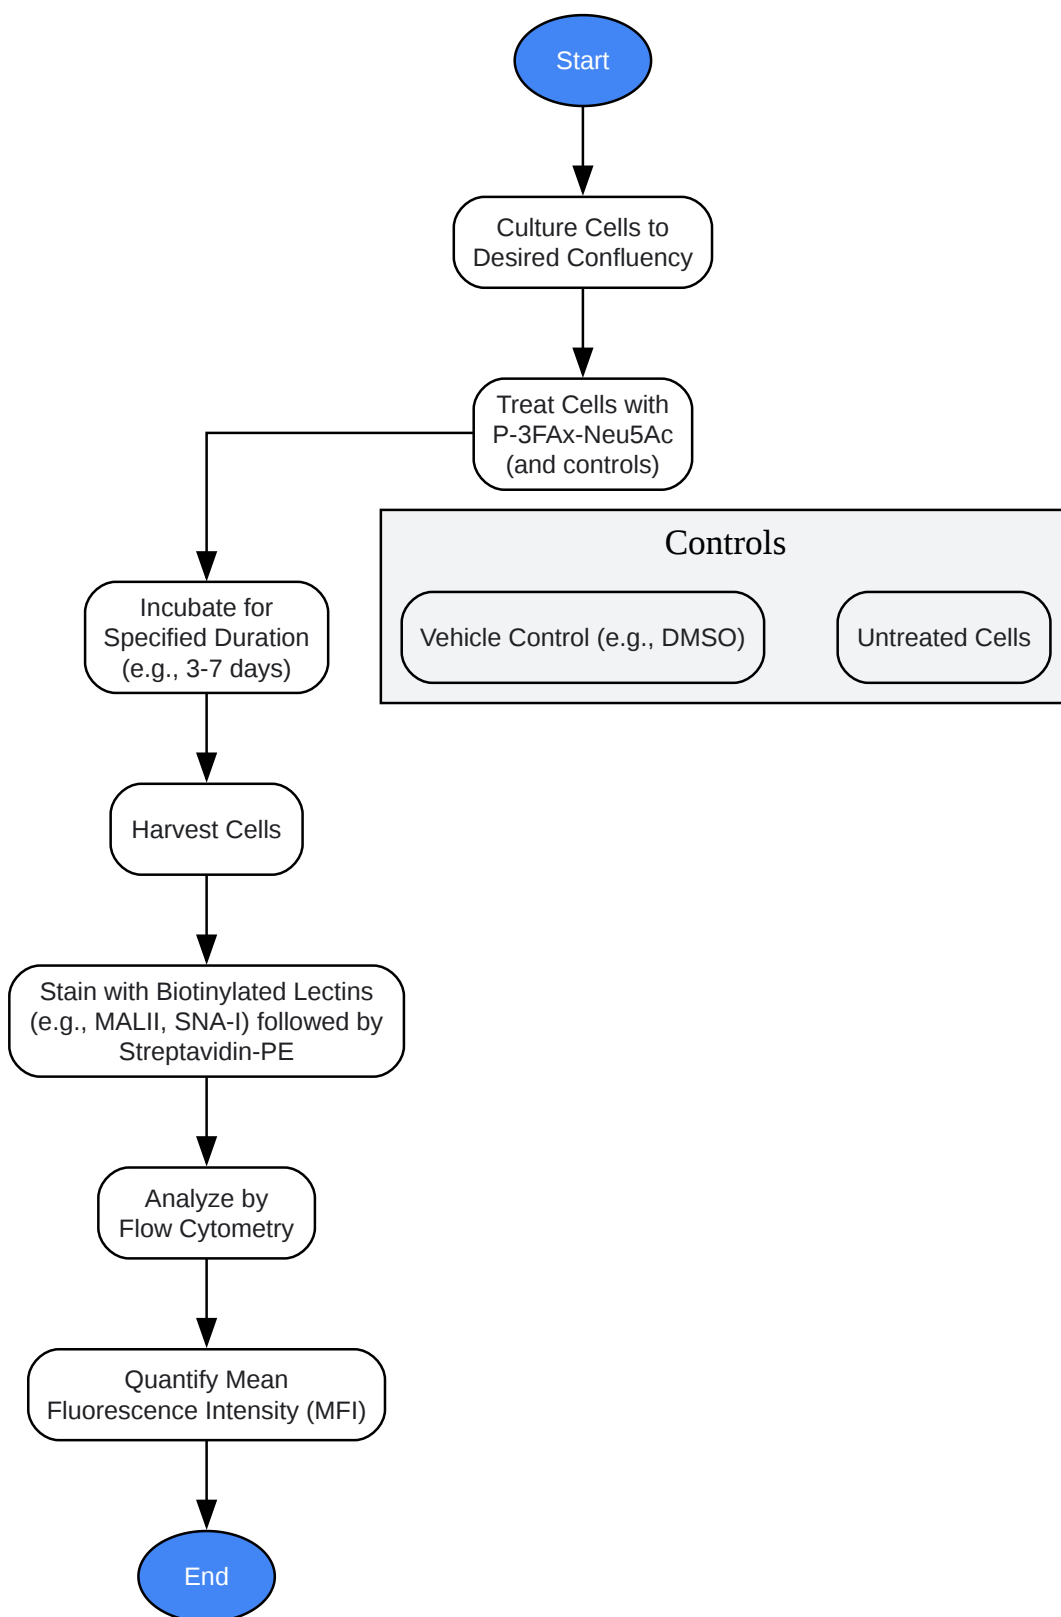 Start
Culture Cells to
Desired Confluency
Treat Cells with
P-3FAx-Neu5Ac
(and controls)
Controls
Incubate for
Specified Duration
(e.g., 3-7 days)
Vehicle Control (e.g., DMSO)
Untreated Cells
Harvest Cells
Stain with Biotinylated Lectins
(e.g., MALII, SNA-I) followed by
Streptavidin-PE
Analyze by
Flow Cytometry
Quantify Mean
Fluorescence Intensity (MFI)
End